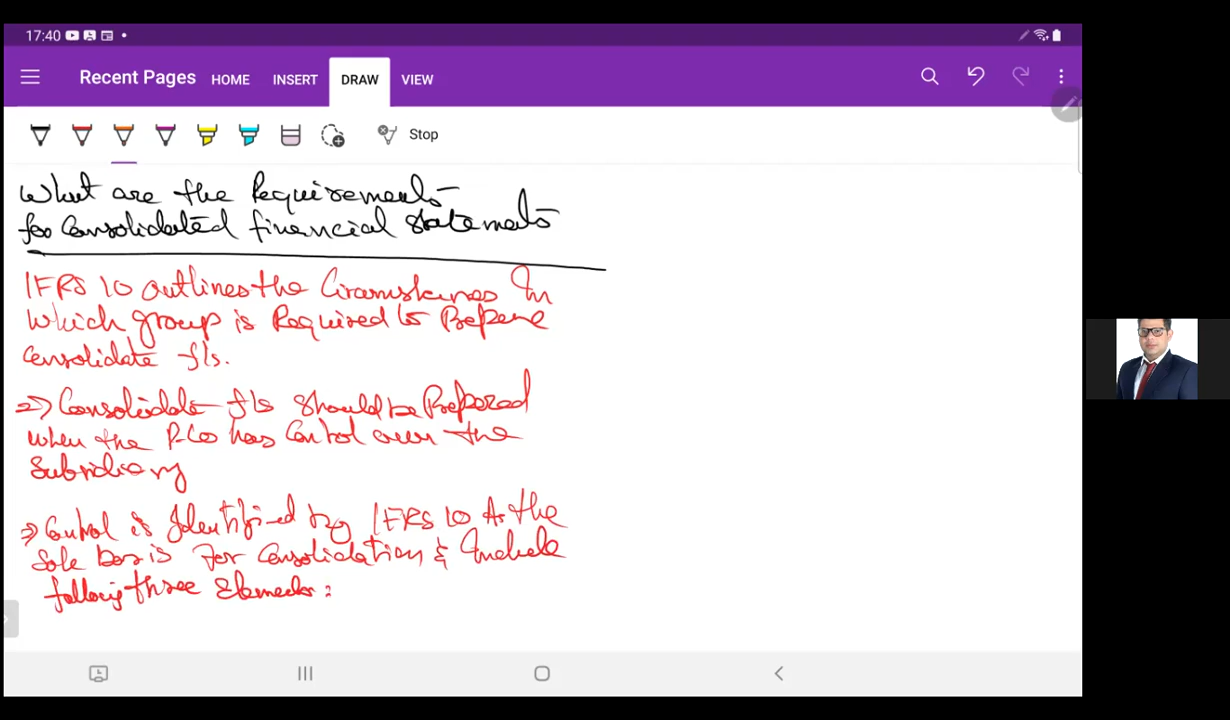 17:40
Recent Pages HOME INSERT DRAW VIEW
Stop
What are the Requirements
for Consolidated financial statements
IFRS 10 outlines the Circumstances In
which group is Required to Prepare
Consolidate f/s.
Consolidate f/s should be Prepared
when the P-Co has Control over the
Subsidiary
Control is Identified by IFRS 10 As the
Sole basis For Consolidation & Include
following three Elements :